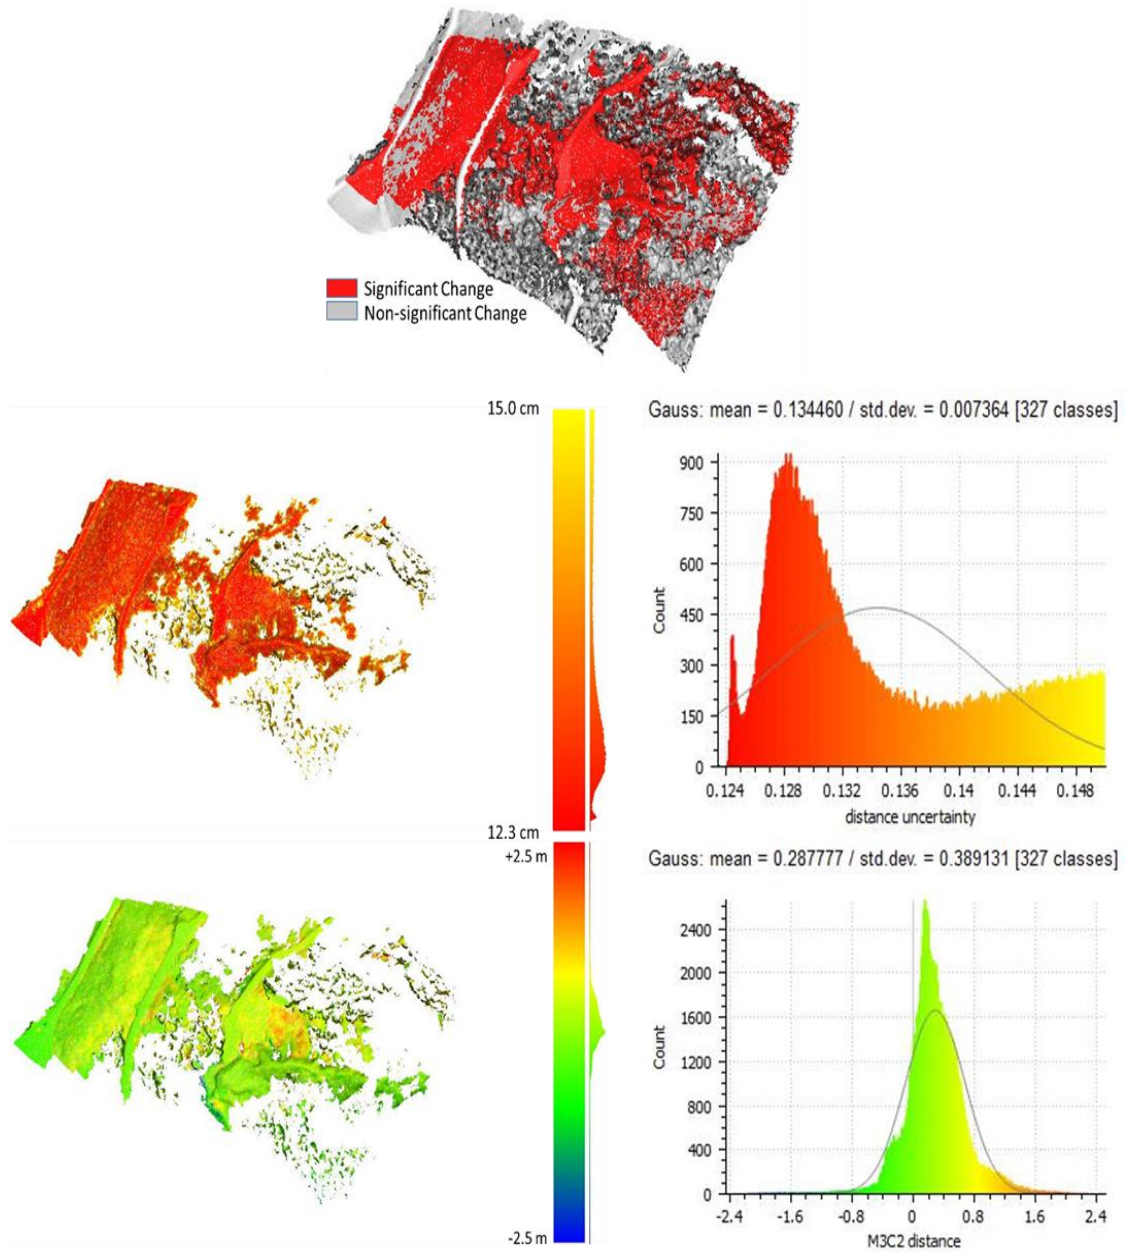 Significant Change
Non-significant Change
15.0 cm
12.3 cm
Gauss: mean = 0.134460 / std.dev. = 0.007364 [327 classes]
900
750
600
450
300
150
0
Count
0.124 0.128 0.132 0.136 0.14 0.144 0.148
distance uncertainty
+2.5 m
-2.5 m
Gauss: mean = 0.287777 / std.dev. = 0.389131 [327 classes]
2400
2000
1600
1200
800
400
0
Count
-2.4 -1.6 -0.8 0 0.8 1.6 2.4
M3C2 distance